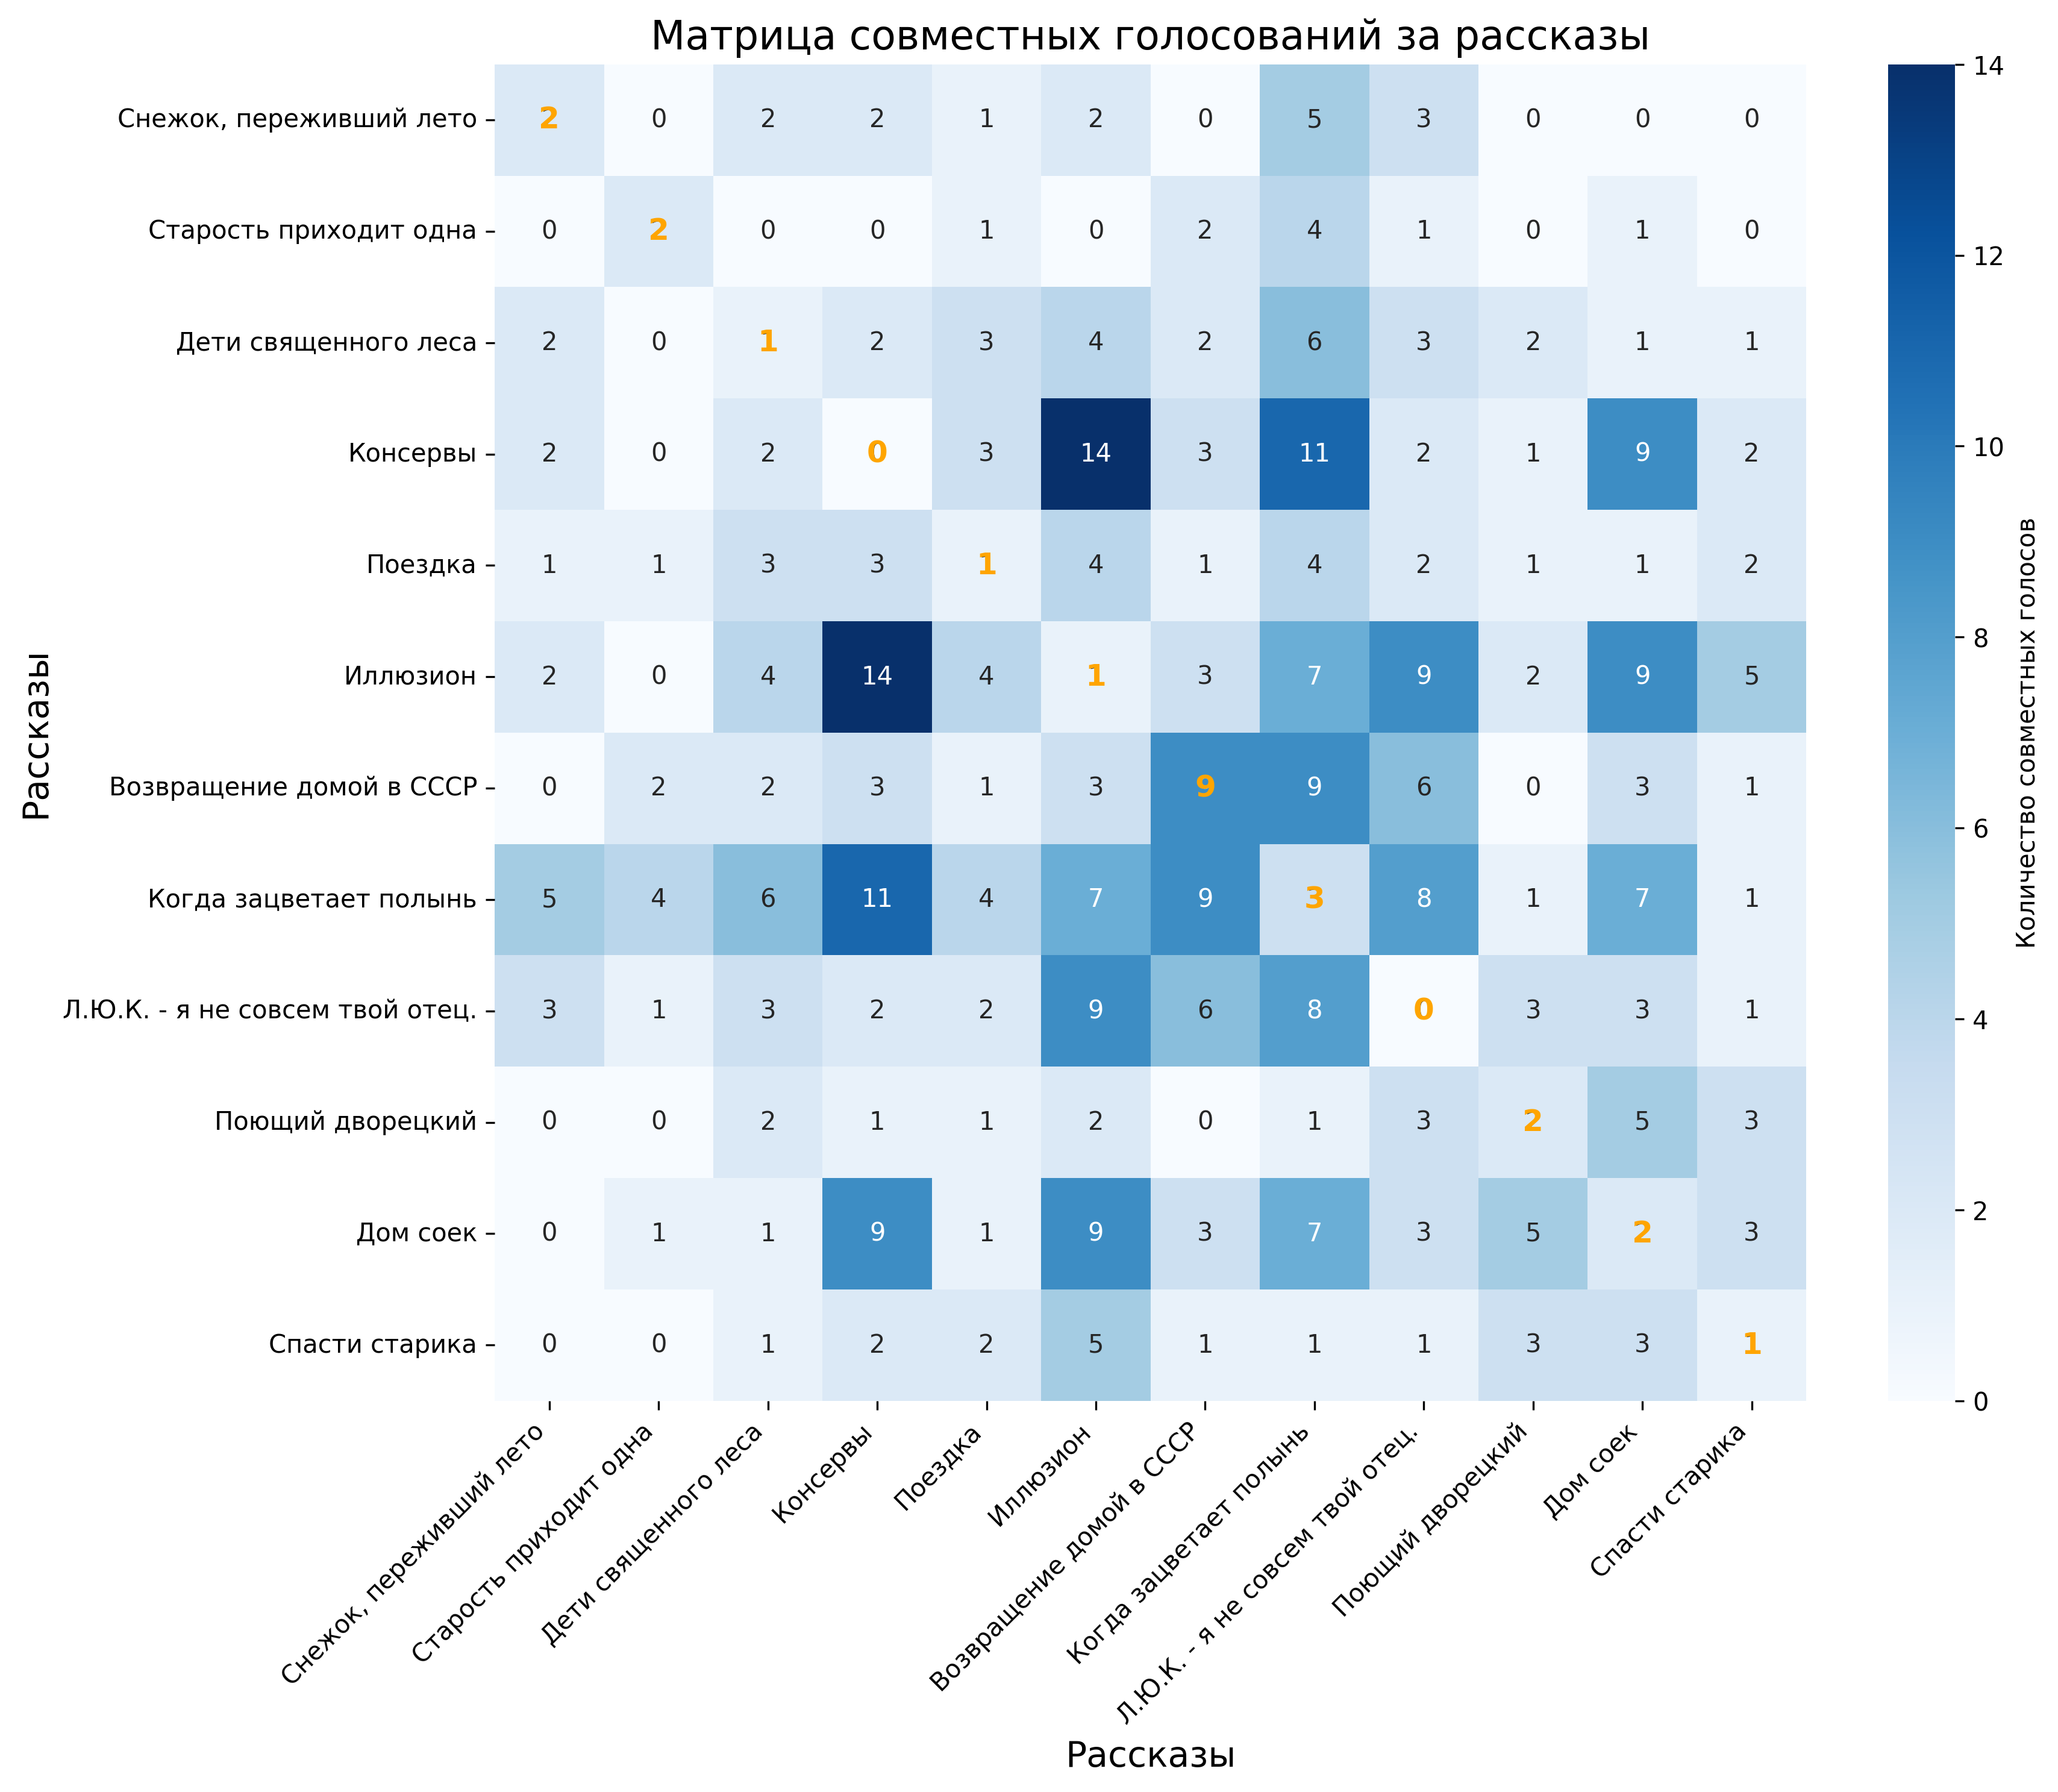 Матрица совместных голосований за рассказы
Снежок, переживший лето 2 0 2 2 1 2 0 5 3 0 0 0
Старость приходит одна 0 2 0 0 1 0 2 4 1 0 1 0
Дети священного леса 2 0 1 2 3 4 2 6 3 2 1 1
Консервы 2 0 2 0 3 14 3 11 2 1 9 2
Поездка 1 1 3 3 1 4 1 4 2 1 1 2
Иллюзион 2 0 4 14 4 1 3 7 9 2 9 5
Возвращение домой в СССР 0 2 2 3 1 3 9 9 6 0 3 1
Когда зацветает полынь 5 4 6 11 4 7 9 3 8 1 7 1
Л.Ю.К. - я не совсем твой отец. 3 1 3 2 2 9 6 8 0 3 3 1
Поющий дворецкий 0 0 2 1 1 2 0 1 3 2 5 3
Дом соек 0 1 1 9 1 9 3 7 3 5 2 3
Спасти старика 0 0 1 2 2 5 1 1 1 3 3 1
Рассказы
Снежок, переживший лето
Старость приходит одна
Дети священного леса
Консервы
Поездка
Иллюзион
Возвращение домой в СССР
Когда зацветает полынь
Л.Ю.К. - я не совсем твой отец.
Поющий дворецкий
Дом соек
Спасти старика
Рассказы
14
12
10
8
6
4
2
0
Количество совместных голосов